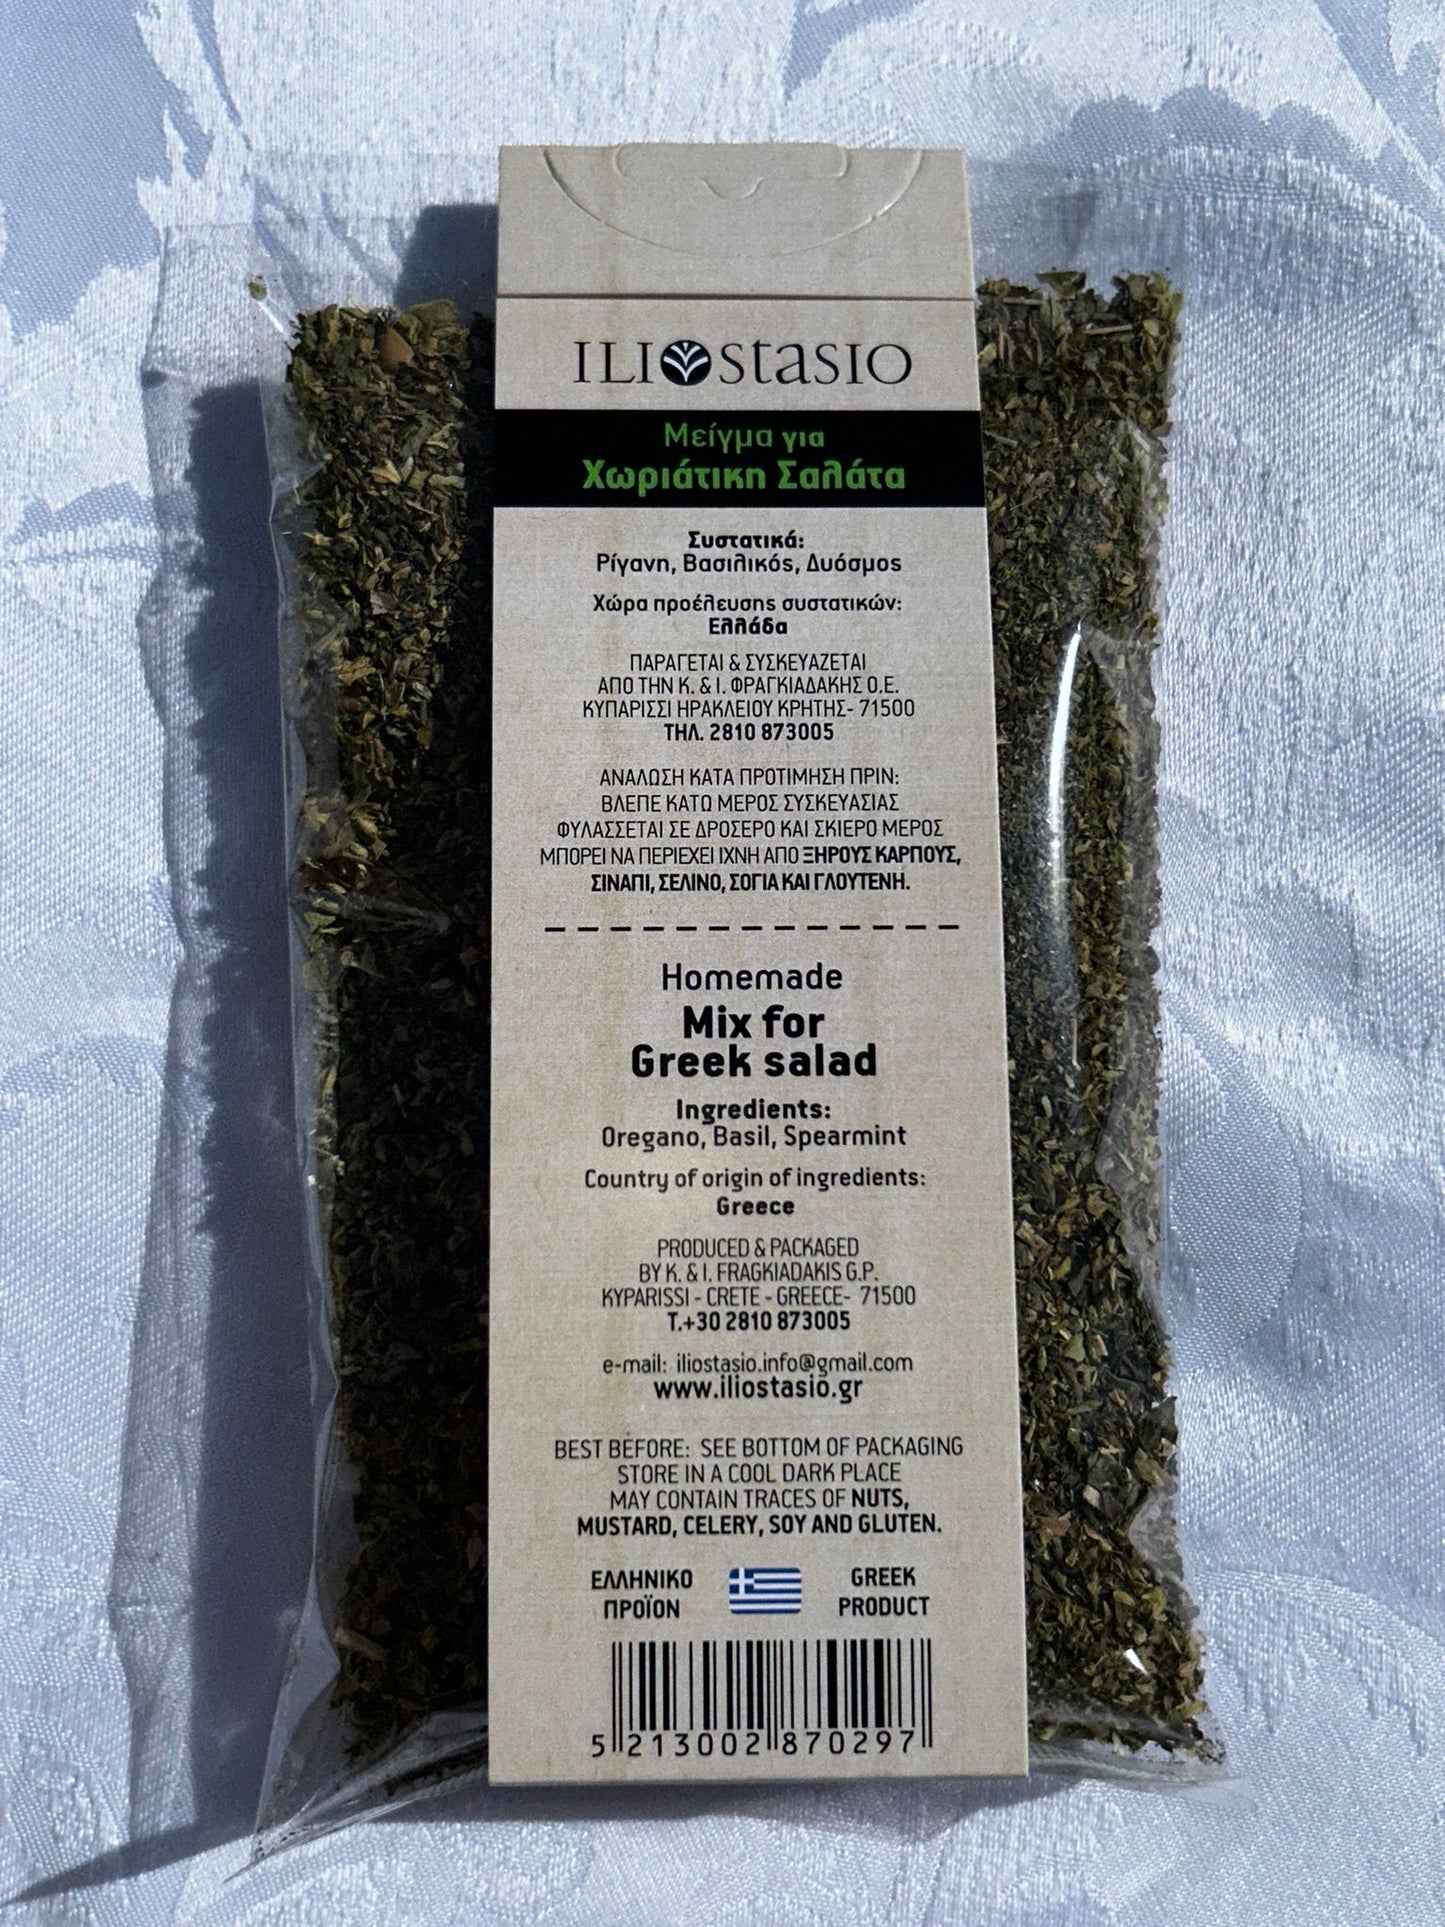 ILIOSTASIO
Μείγμα για
Χωριάτικη Σαλάτα
Συστατικά:
Ρίγανη, Βασιλικός, Δυόσμος
Χώρα προέλευσης συστατικών:
Ελλάδα
ΠΑΡΑΓΕΤΑΙ & ΣΥΣΚΕΥΑΖΕΤΑΙ
ΑΠΟ ΤΗΝ Κ. & Ι. ΦΡΑΓΚΙΑΔΑΚΗΣ Ο.Ε.
ΚΥΠΑΡΙΣΣΙ ΗΡΑΚΛΕΙΟΥ ΚΡΗΤΗΣ- 71500
ΤΗΛ. 2810 873005
ΑΝΑΛΩΣΗ ΚΑΤΑ ΠΡΟΤΙΜΗΣΗ ΠΡΙΝ:
ΒΛΕΠΕ ΚΑΤΩ ΜΕΡΟΣ ΣΥΣΚΕΥΑΣΙΑΣ
ΦΥΛΑΣΣΕΤΑΙ ΣΕ ΔΡΟΣΕΡΟ ΚΑΙ ΣΚΙΕΡΟ ΜΕΡΟΣ
ΜΠΟΡΕΙ ΝΑ ΠΕΡΙΕΧΕΙ ΙΧΝΗ ΑΠΟ ΞΗΡΟΥΣ ΚΑΡΠΟΥΣ,
ΣΙΝΑΠΙ, ΣΕΛΙΝΟ, ΣΟΓΙΑ ΚΑΙ ΓΛΟΥΤΕΝΗ.
Homemade
Mix for
Greek salad
Ingredients:
Oregano, Basil, Spearmint
Country of origin of ingredients:
Greece
PRODUCED & PACKAGED
BY K. & I. FRAGKIADAKIS G.P.
KYPARISSI - CRETE - GREECE- 71500
T.+30 2810 873005
e-mail: iliostasio.info@gmail.com
www.iliostasio.gr
BEST BEFORE: SEE BOTTOM OF PACKAGING
STORE IN A COOL DARK PLACE
MAY CONTAIN TRACES OF NUTS,
MUSTARD, CELERY, SOY AND GLUTEN.
ΕΛΛΗΝΙΚΟ
ΠΡΟΪΟΝ
GREEK
PRODUCT
5 213002 870297